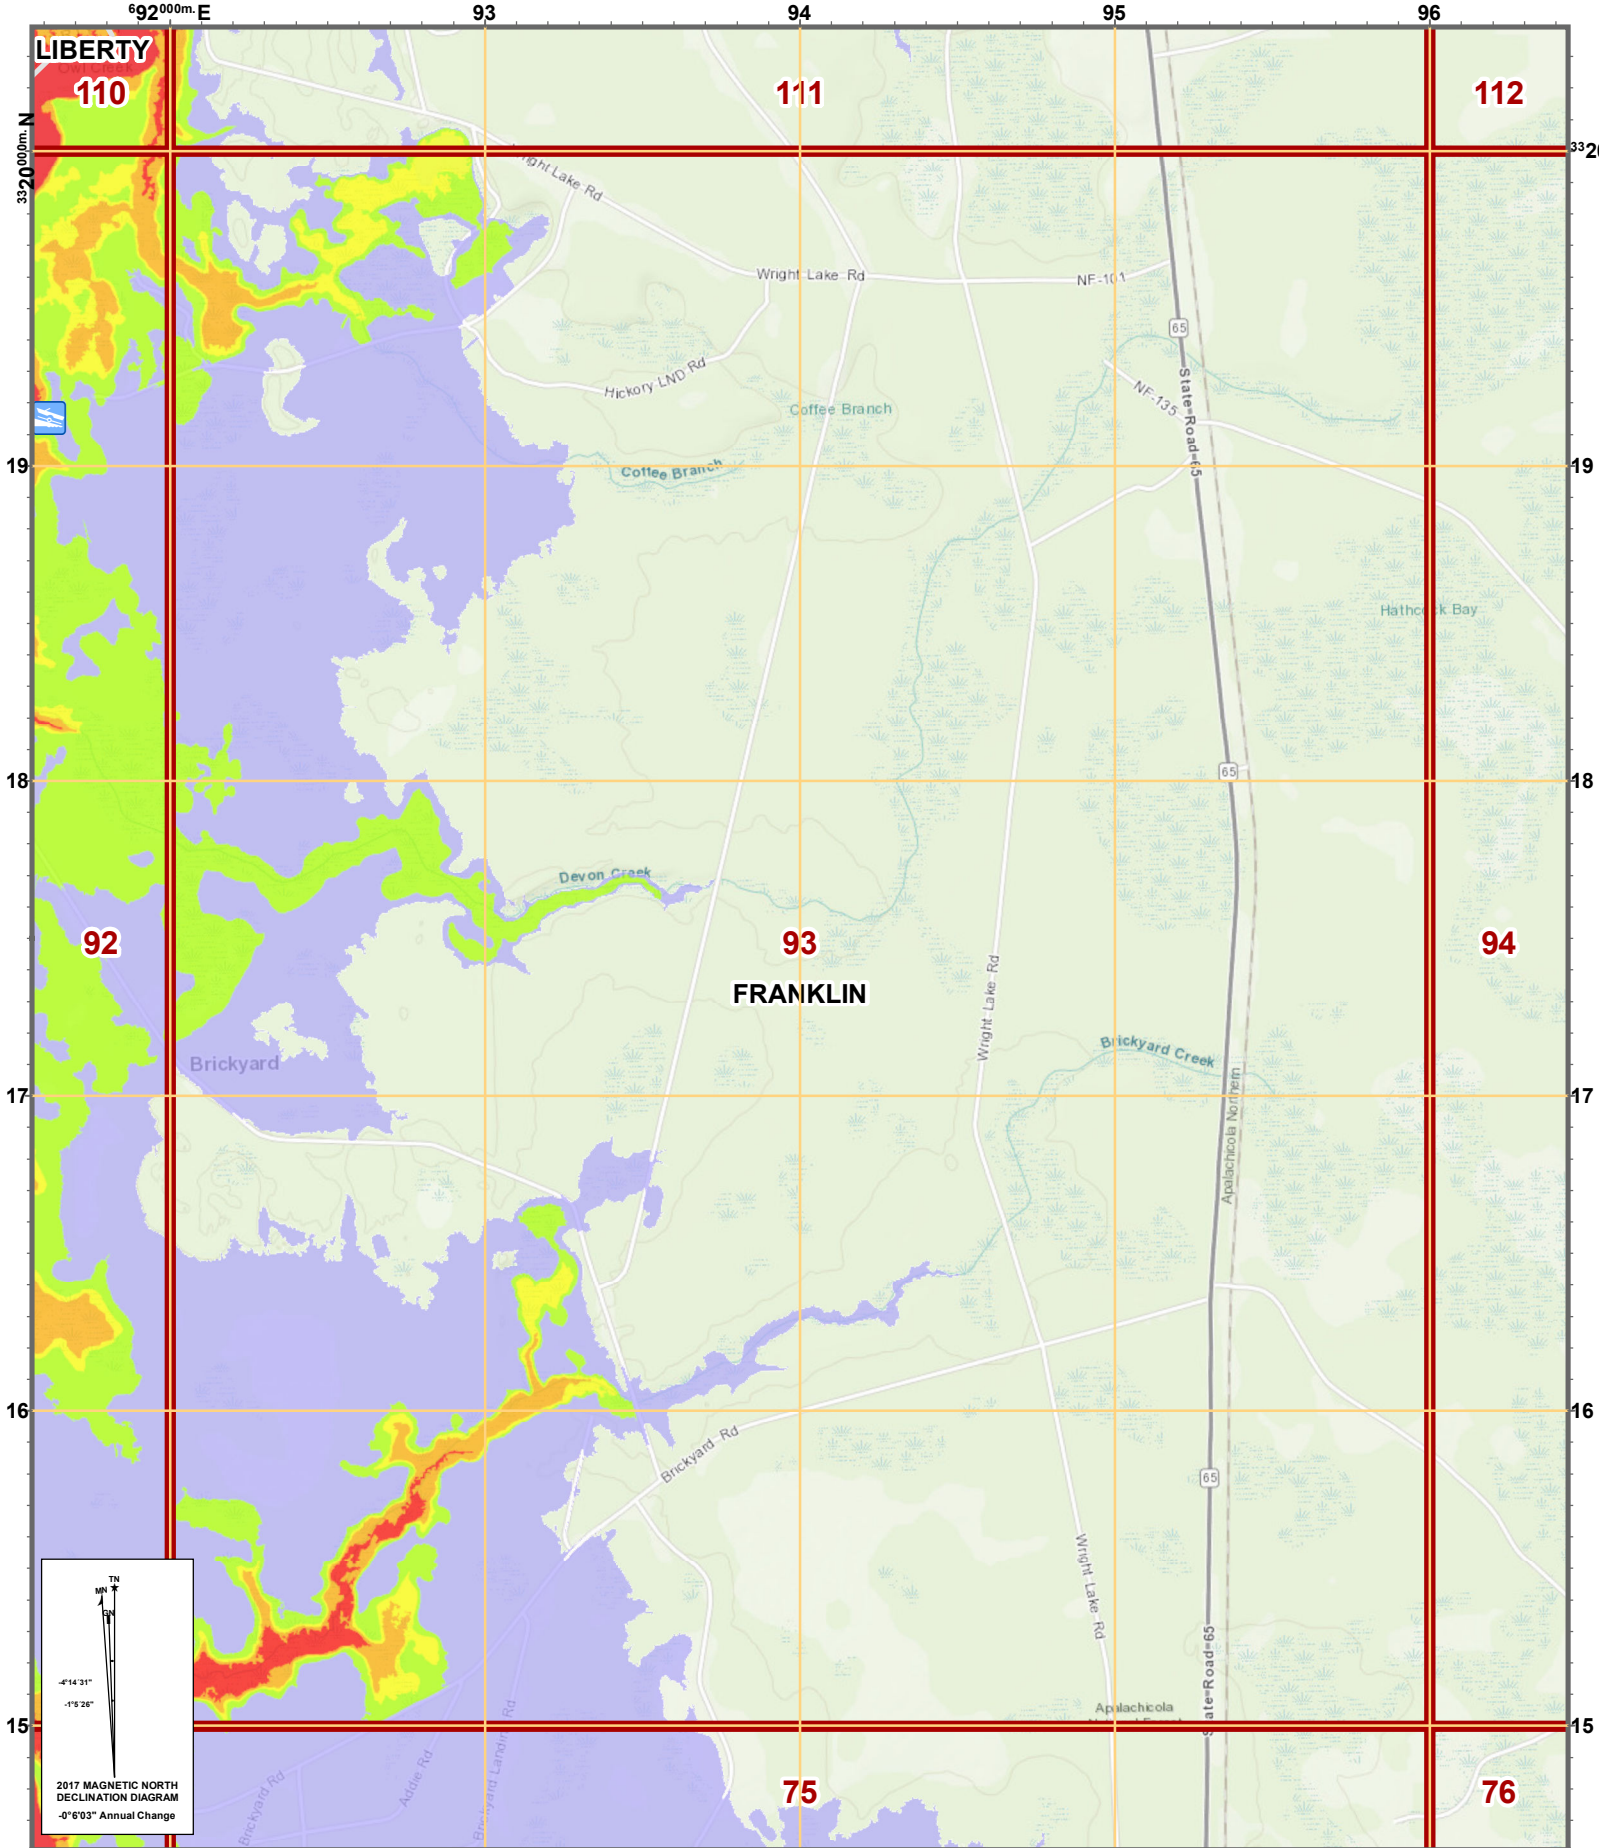 692000m. E
93
94
95
96
LIBERTY
Owl Creek
110
111
112
3320000m. N
Wright Lake Rd
Wright Lake Rd
NF-101
65
Hickory LND Rd
NF-135
State Road 65
Coffee Branch
Coffee Branch
19
19
Hathcock Bay
18
65
18
Devon Creek
92
93
94
FRANKLIN
Wright Lake Rd
Brickyard
Brickyard Creek
17
17
Apalachicola Northern
16
16
Brickyard Rd
65
Wright Lake Rd
State Road 65
TN
MN
GN
-4°14'31"
-1°5'26"
2017 MAGNETIC NORTH
DECLINATION DIAGRAM
-0°6'03" Annual Change
Apalachicola
15
15
Brickyard Rd
Addie Rd
Brickyard Landing Rd
75
76